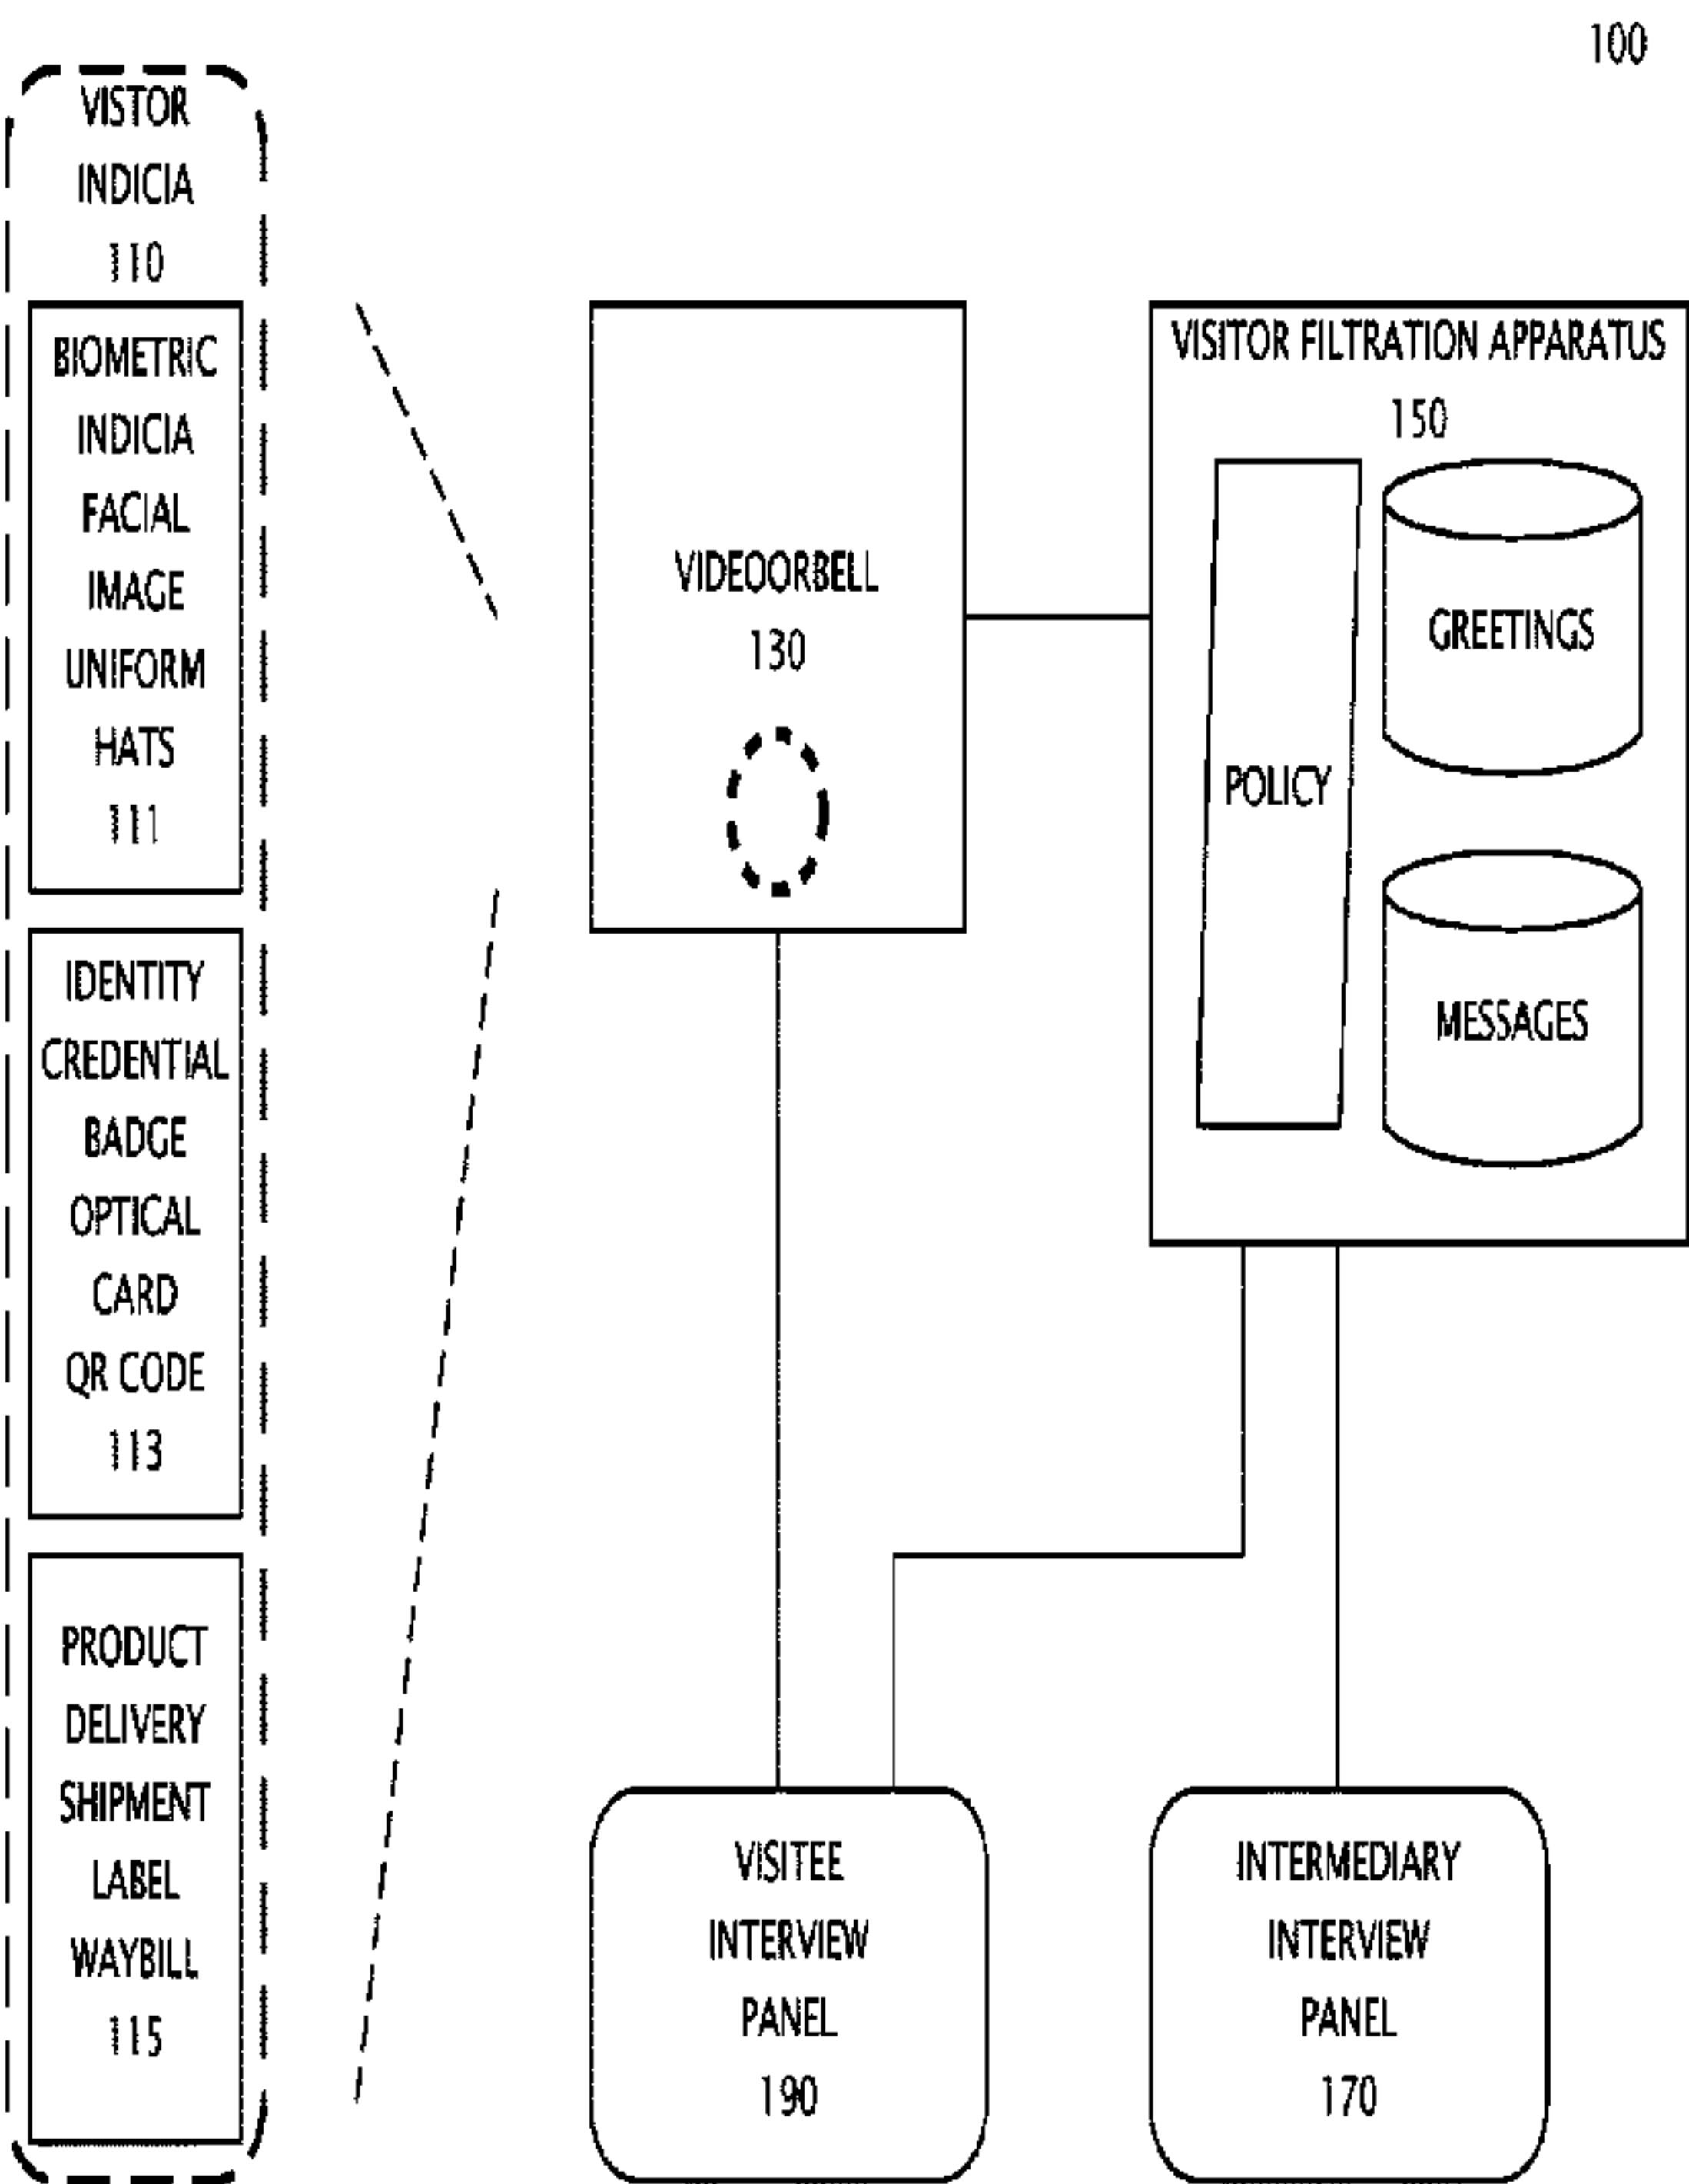 100
VISTOR
INDICIA
110
BIOMETRIC
INDICIA
FACIAL
IMAGE
UNIFORM
HATS
111
IDENTITY
CREDENTIAL
BADGE
OPTICAL
CARD
QR CODE
113
PRODUCT
DELIVERY
SHIPMENT
LABEL
WAYBILL
115
VIDEOORBELL
130
VISITOR FILTRATION APPARATUS
150
POLICY
GREETINGS
MESSAGES
VISITEE
INTERVIEW
PANEL
190
INTERMEDIARY
INTERVIEW
PANEL
170